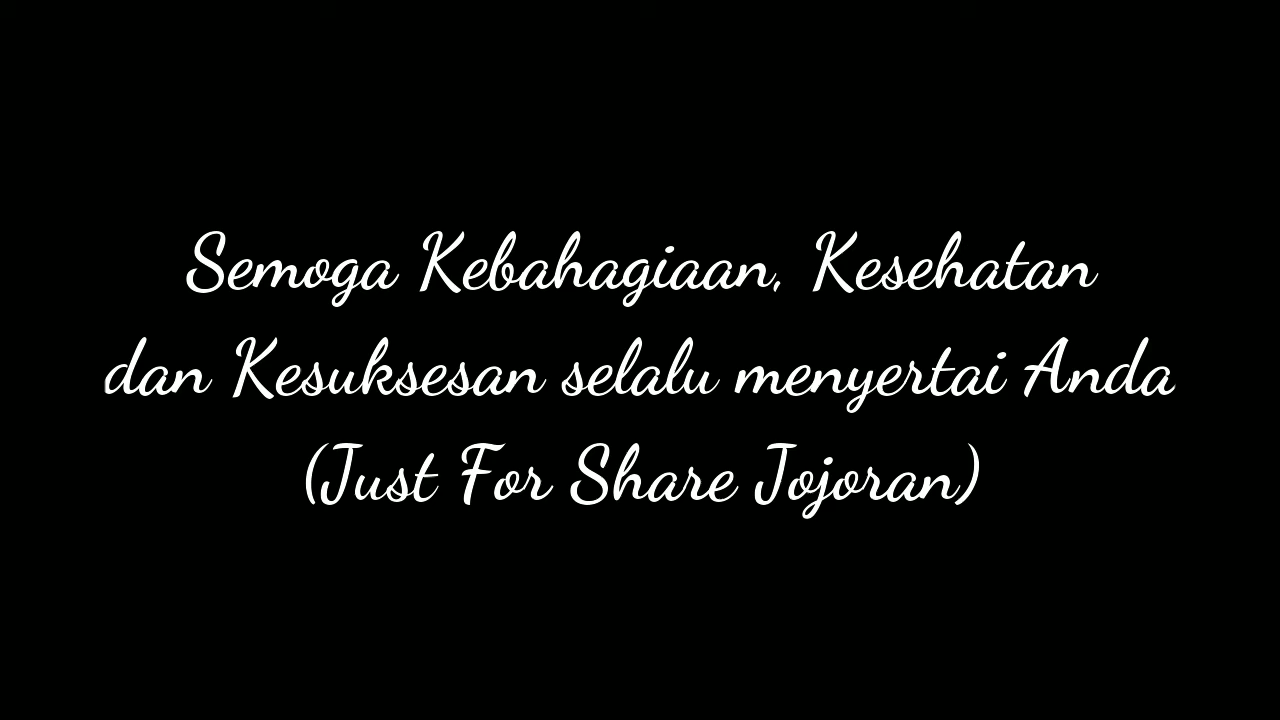 Semoga Kebahagiaan, Kesehatan
dan Kesuksesan selalu menyertai Anda
(Just For Share Jojoran)